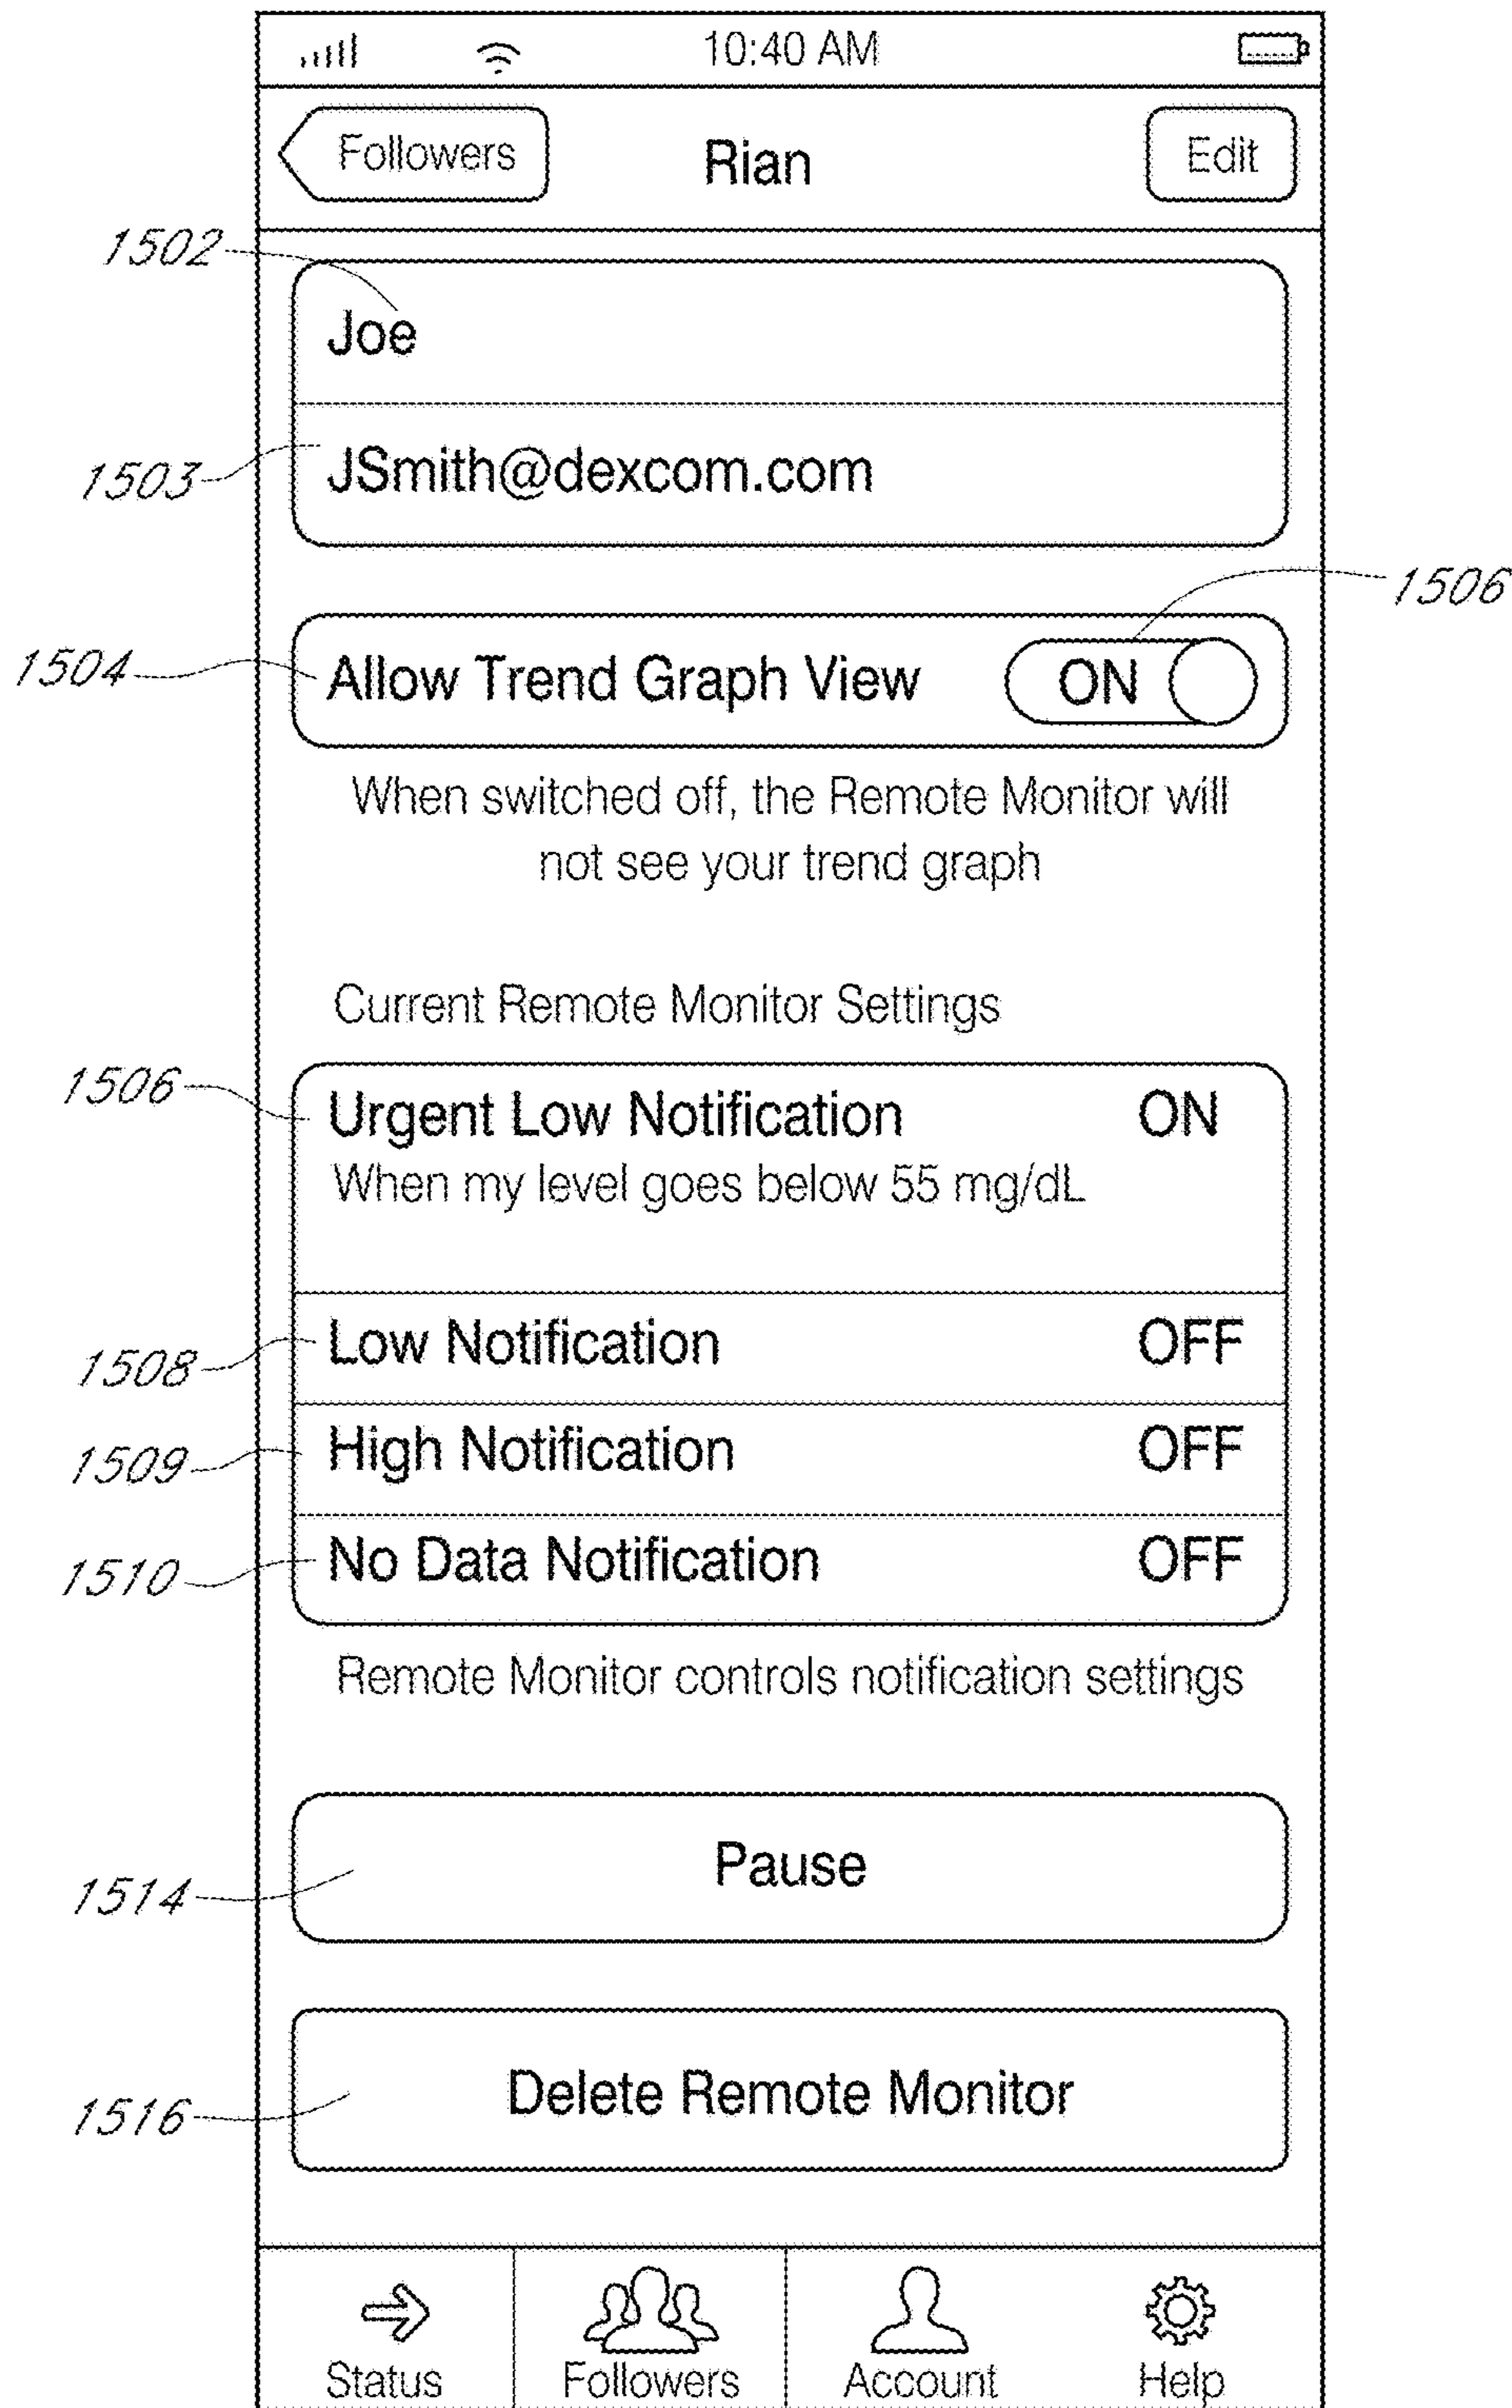 10:40 AM
Followers
Rian
Edit
1502
Joe
1503
JSmith@dexcom.com
1506
1504
Allow Trend Graph View
ON
When switched off, the Remote Monitor will
not see your trend graph
Current Remote Monitor Settings
1506
Urgent Low Notification
ON
When my level goes below 55 mg/dL
1508
Low Notification
OFF
1509
High Notification
OFF
1510
No Data Notification
OFF
Remote Monitor controls notification settings
1514
Pause
1516
Delete Remote Monitor
Status
Followers
Account
Help